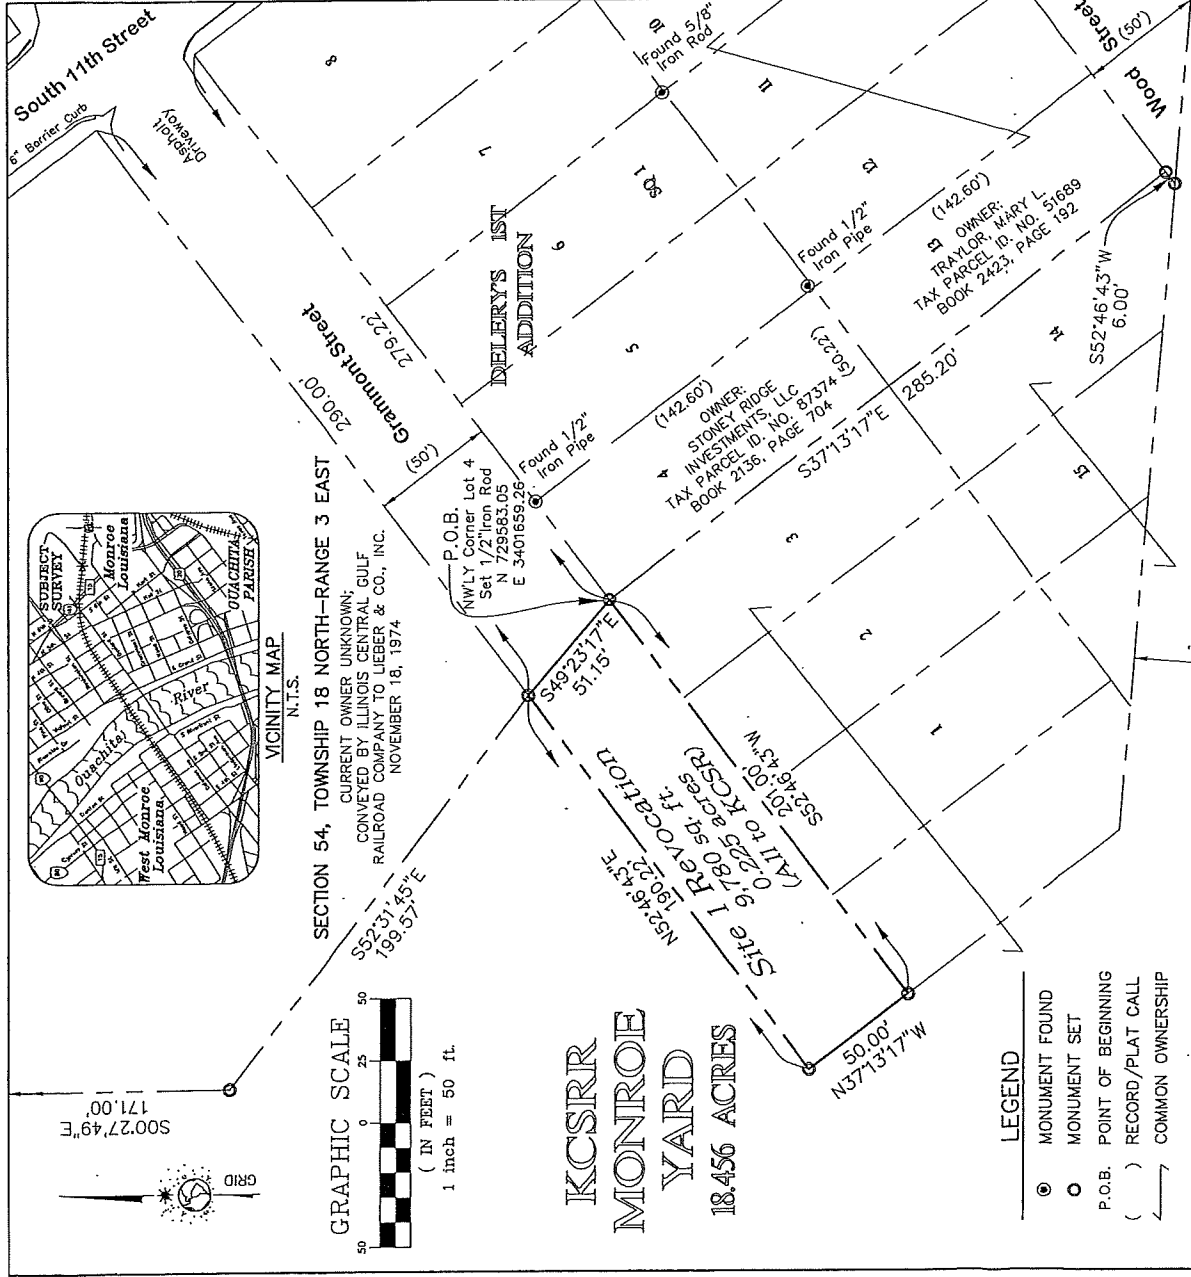 South 11th Street
6" Barrier Curb
Asphalt
Driveway
8
7
6
5
4
3
2
1
10
11
12
13
14
15
SQ 1
Found 5/8"
Iron Rod
Street
(50')
Wood
DELERY'S 1ST
ADDITION
Grammont Street
279.22'
290.00'
(50')
Found 1/2"
Iron Pipe
(142.60')
OWNER:
TRAYLOR, MARY L.
TAX PARCEL ID. NO. 51689
BOOK 2423, PAGE 192
Found 1/2"
Iron Pipe
(142.60')
OWNER:
STONEY RIDGE
INVESTMENTS, LLC
TAX PARCEL ID. NO. 87374
BOOK 2136, PAGE 704
(50.22')
S37°13'17"E
285.20'
S52°46'43"W
6.00'
P.O.B.
NW'LY Corner Lot 4
Set 1/2"Iron Rod
N 729583.05
E 3401659.26
SUBJECT
SURVEY
Monroe
Louisiana
OUACHITA
PARISH
River
Ouachita
West Monroe
Louisiana
VICINITY MAP
N.T.S.
SECTION 54, TOWNSHIP 18 NORTH-RANGE 3 EAST
CURRENT OWNER UNKNOWN;
CONVEYED BY ILLINOIS CENTRAL GULF
RAILROAD COMPANY TO LIEBER & CO., INC.
NOVEMBER 18, 1974
S49°23'17"E
51.15'
N52°46'43"E
190.22'
Site 1 Revocation
9,780 sq. ft.
0.225 acres
(All to KCSR)
201.00'
S52°46'43"W
50.00'
N37°13'17"W
S52°31'45"E
199.57'
S00°27'49"E
171.00'
GRID
GRAPHIC SCALE
50 0 25 50
( IN FEET )
1 inch = 50 ft.
KCSRR
MONROE
YARD
18.456 ACRES
LEGEND
MONUMENT FOUND
MONUMENT SET
P.O.B. POINT OF BEGINNING
( ) RECORD/PLAT CALL
COMMON OWNERSHIP